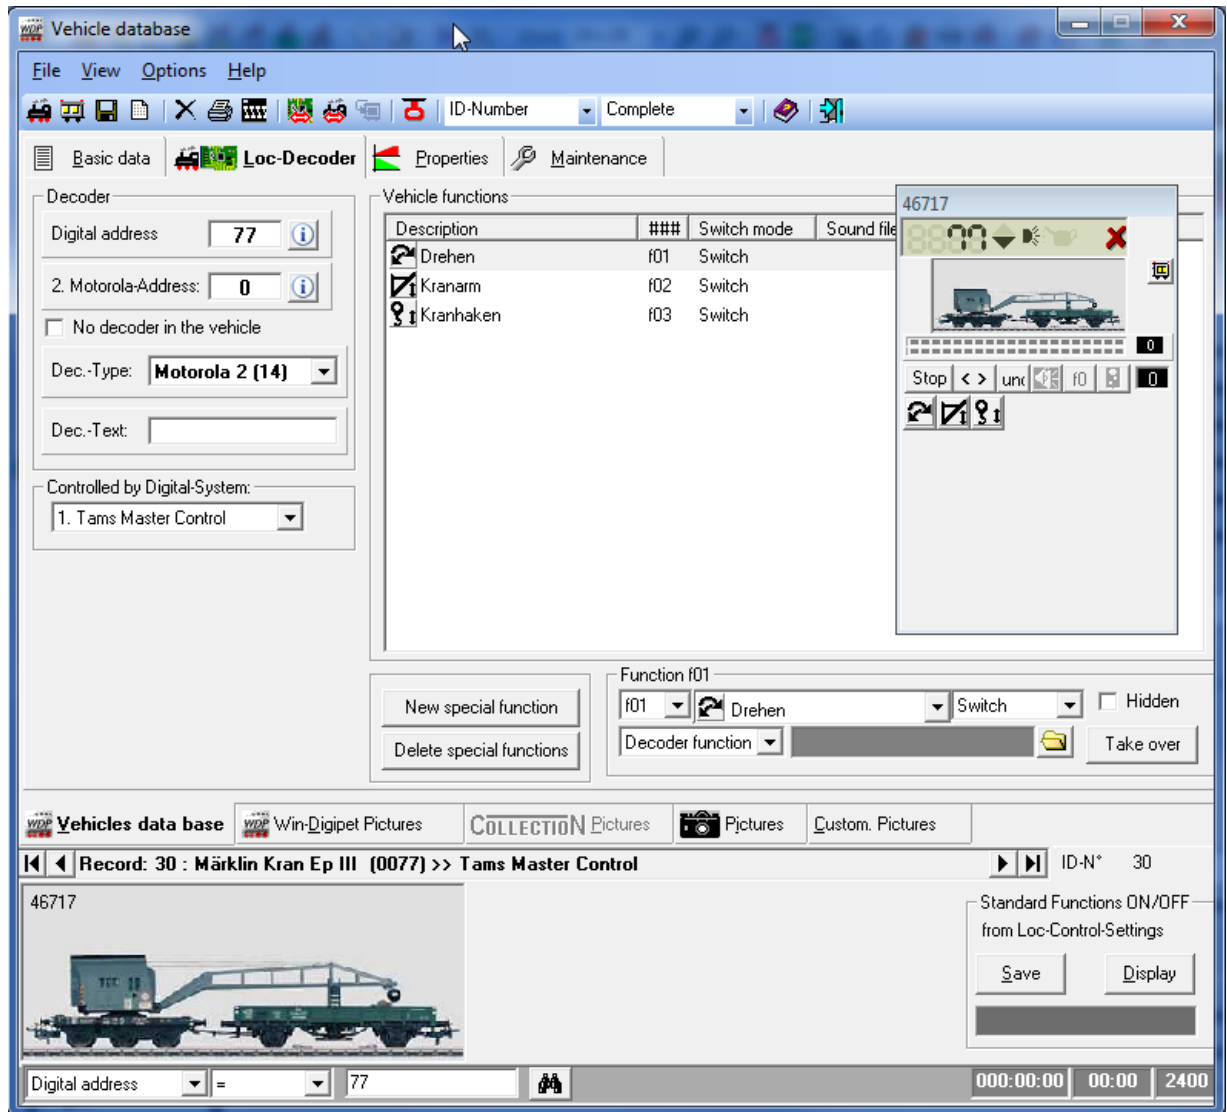 Vehicle database
File View Options Help
ID-Number Complete
Basic data Loc-Decoder Properties Maintenance
Decoder
Digital address 77
2. Motorola-Address: 0
No decoder in the vehicle
Dec.-Type: Motorola 2 (14)
Dec.-Text:
Controlled by Digital-System:
1. Tams Master Control
Vehicle functions
Description ### Switch mode Sound file
Drehen f01 Switch
Kranarm f02 Switch
Kranhaken f03 Switch
46717
77
0
Stop < > f0 0
New special function
Delete special functions
Function f01
f01 Drehen Switch Hidden
Decoder function Take over
WDP Vehicles data base WDP Win-Digipet Pictures COLLECTION Pictures Pictures Custom. Pictures
Record: 30 : Märklin Kran Ep III (0077) >> Tams Master Control ID-N° 30
46717
Standard Functions ON/OFF
from Loc-Control-Settings
Save Display
Digital address = 77 000:00:00 00:00 2400